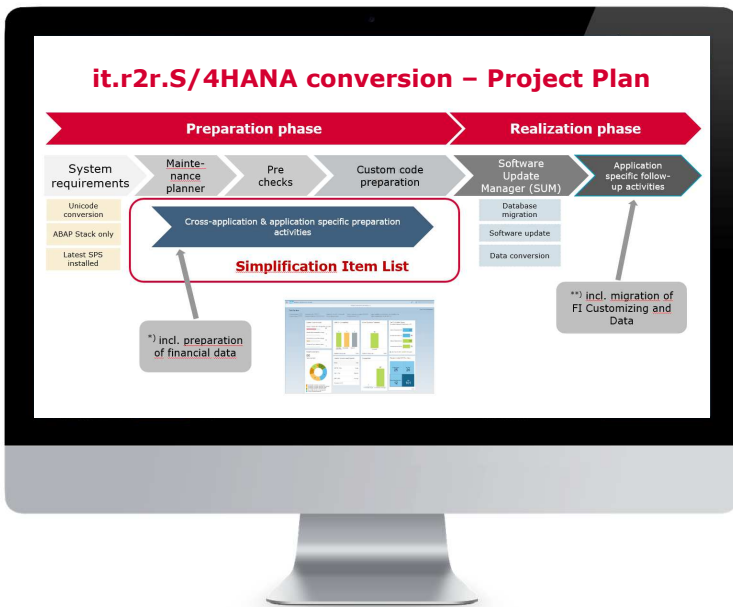 it.r2r.S/4HANA conversion – Project Plan
Preparation phase
Realization phase
System
requirements
Mainte-
nance
planner
Pre
checks
Custom code
preparation
Software
Update
Manager (SUM)
Application
specific follow-
up activities
Unicode
conversion
ABAP Stack only
Latest SPS
installed
Cross-application & application specific preparation
activities
Simplification Item List
Database
migration
Software update
Data conversion
*) incl. preparation
of financial data
**) incl. migration of
FI Customizing and
Data